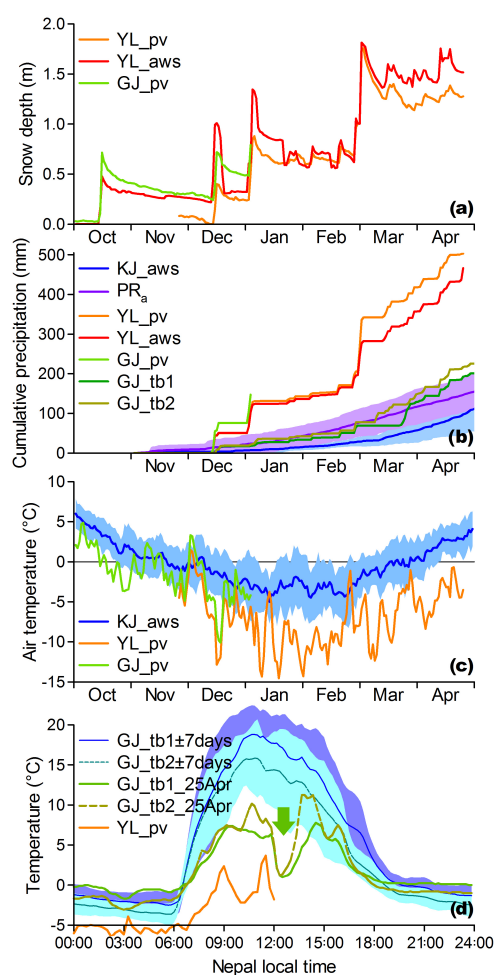 Snow depth (m)
2.0
1.5
1.0
0.5
0.0
YL_pv
YL_aws
GJ_pv
(a)
Oct Nov Dec Jan Feb Mar Apr
Cumulative precipitation (mm)
500
400
300
200
100
0
KJ_aws
PRa
YL_pv
YL_aws
GJ_pv
GJ_tb1
GJ_tb2
(b)
Nov Dec Jan Feb Mar Apr
Air temperature (°C)
10
5
0
-5
-10
-15
KJ_aws
YL_pv
GJ_pv
(c)
Oct Nov Dec Jan Feb Mar Apr
Temperature (°C)
20
15
10
5
0
-5
GJ_tb1±7days
GJ_tb2±7days
GJ_tb1_25Apr
GJ_tb2_25Apr
YL_pv
(d)
00:00 03:00 06:00 09:00 12:00 15:00 18:00 21:00 24:00
Nepal local time